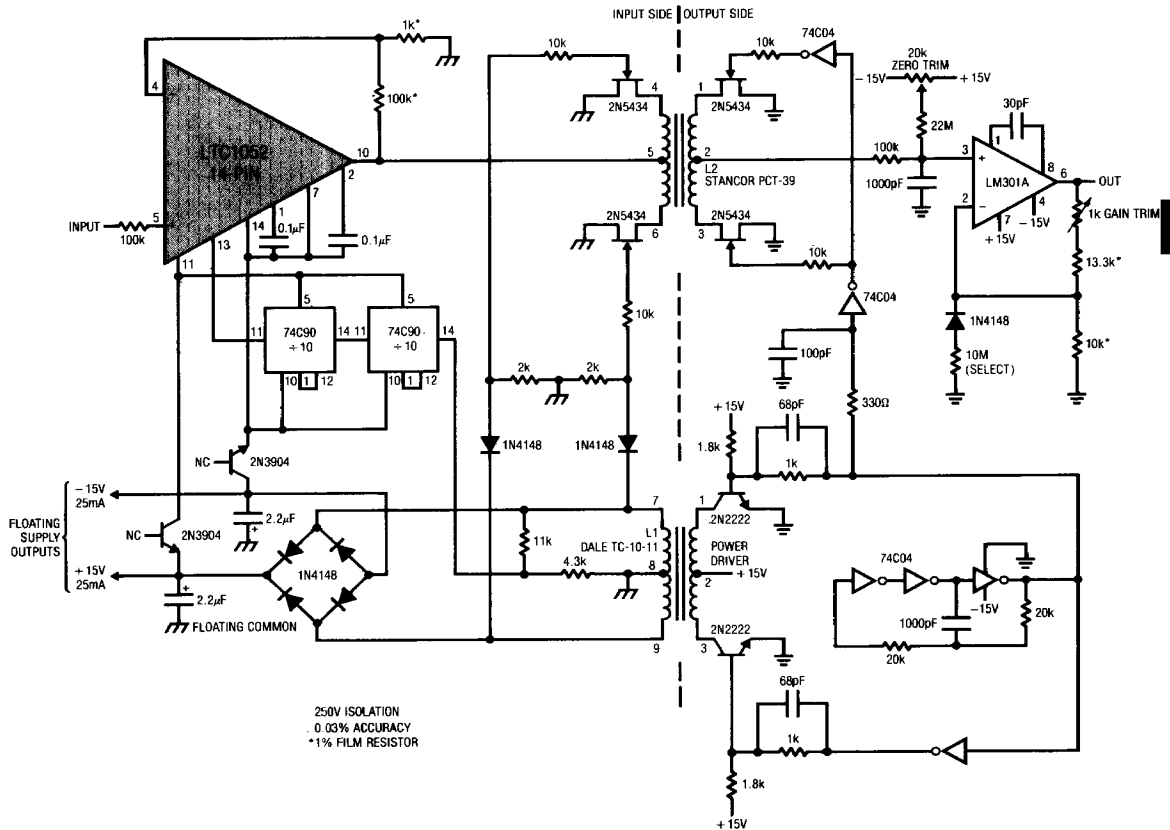 INPUT SIDE
OUTPUT SIDE
1k*
4
100k*
LTC1052
14-PIN
10
2
7
1
14
0.1µF
0.1µF
INPUT
100k
5
13
11
10k
4
2N5434
5
2N5434
6
10k
2k
2k
1N4148
1N4148
10k
1
2N5434
2
L2
STANCOR PCT-39
2N5434
3
10k
74C04
74C04
100pF
330Ω
20k
ZERO TRIM
-15V
+15V
22M
100k
1000pF
30pF
1
8
3
+
LM301A
6
OUT
2
−
7
4
+15V
-15V
1k GAIN TRIM
13.3k*
1N4148
10M
(SELECT)
10k*
5
11
74C90
÷ 10
14
10
1
12
5
11
74C90
÷ 10
14
10
1
12
NC
2N3904
-15V
25mA
2.2µF
+
FLOATING
SUPPLY
OUTPUTS
NC
2N3904
+15V
25mA
+
2.2µF
FLOATING COMMON
1N4148
11k
4.3k
7
L1
DALE TC-10-11
8
9
1
POWER
DRIVER
2
+15V
3
+15V
1.8k
68pF
1k
2N2222
2N2222
68pF
1k
1.8k
+15V
74C04
-15V
1000pF
20k
20k
250V ISOLATION
0.03% ACCURACY
*1% FILM RESISTOR